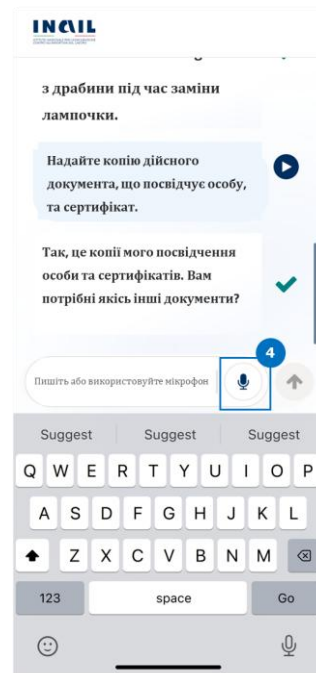 INAIL
з драбини під час заміни
лампочки.
Надайте копію дійсного
документа, що посвідчує особу,
та сертифікат.
Так, це копії мого посвідчення
особи та сертифікатів. Вам
потрібні якісь інші документи?
4
Пишіть або використовуйте мікрофон
Suggest Suggest Suggest
Q W E R T Y U I O P
A S D F G H J K L
Z X C V B N M
123 space Go